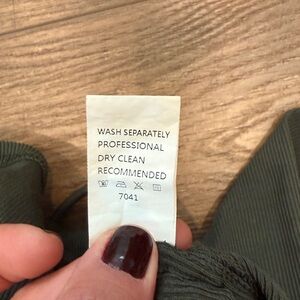 WASH SEPARATELY
PROFESSIONAL
DRY CLEAN
RECOMMENDED
7041